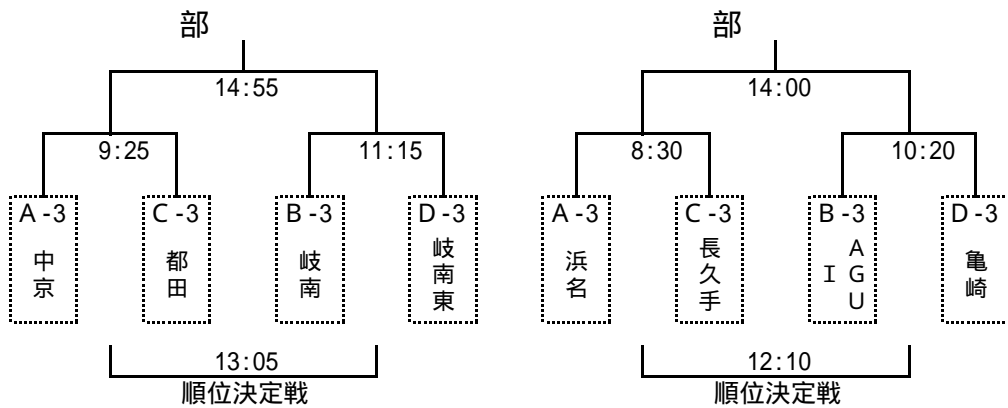 部 部
14:55 14:00
9:25 11:15 8:30 10:20
A-3 C-3 B-3 D-3 A-3 C-3 B-3 D-3
中京 都田 岐南 岐南東 浜名 長久手 AGU I 亀崎
13:05 12:10
順位決定戦 順位決定戦